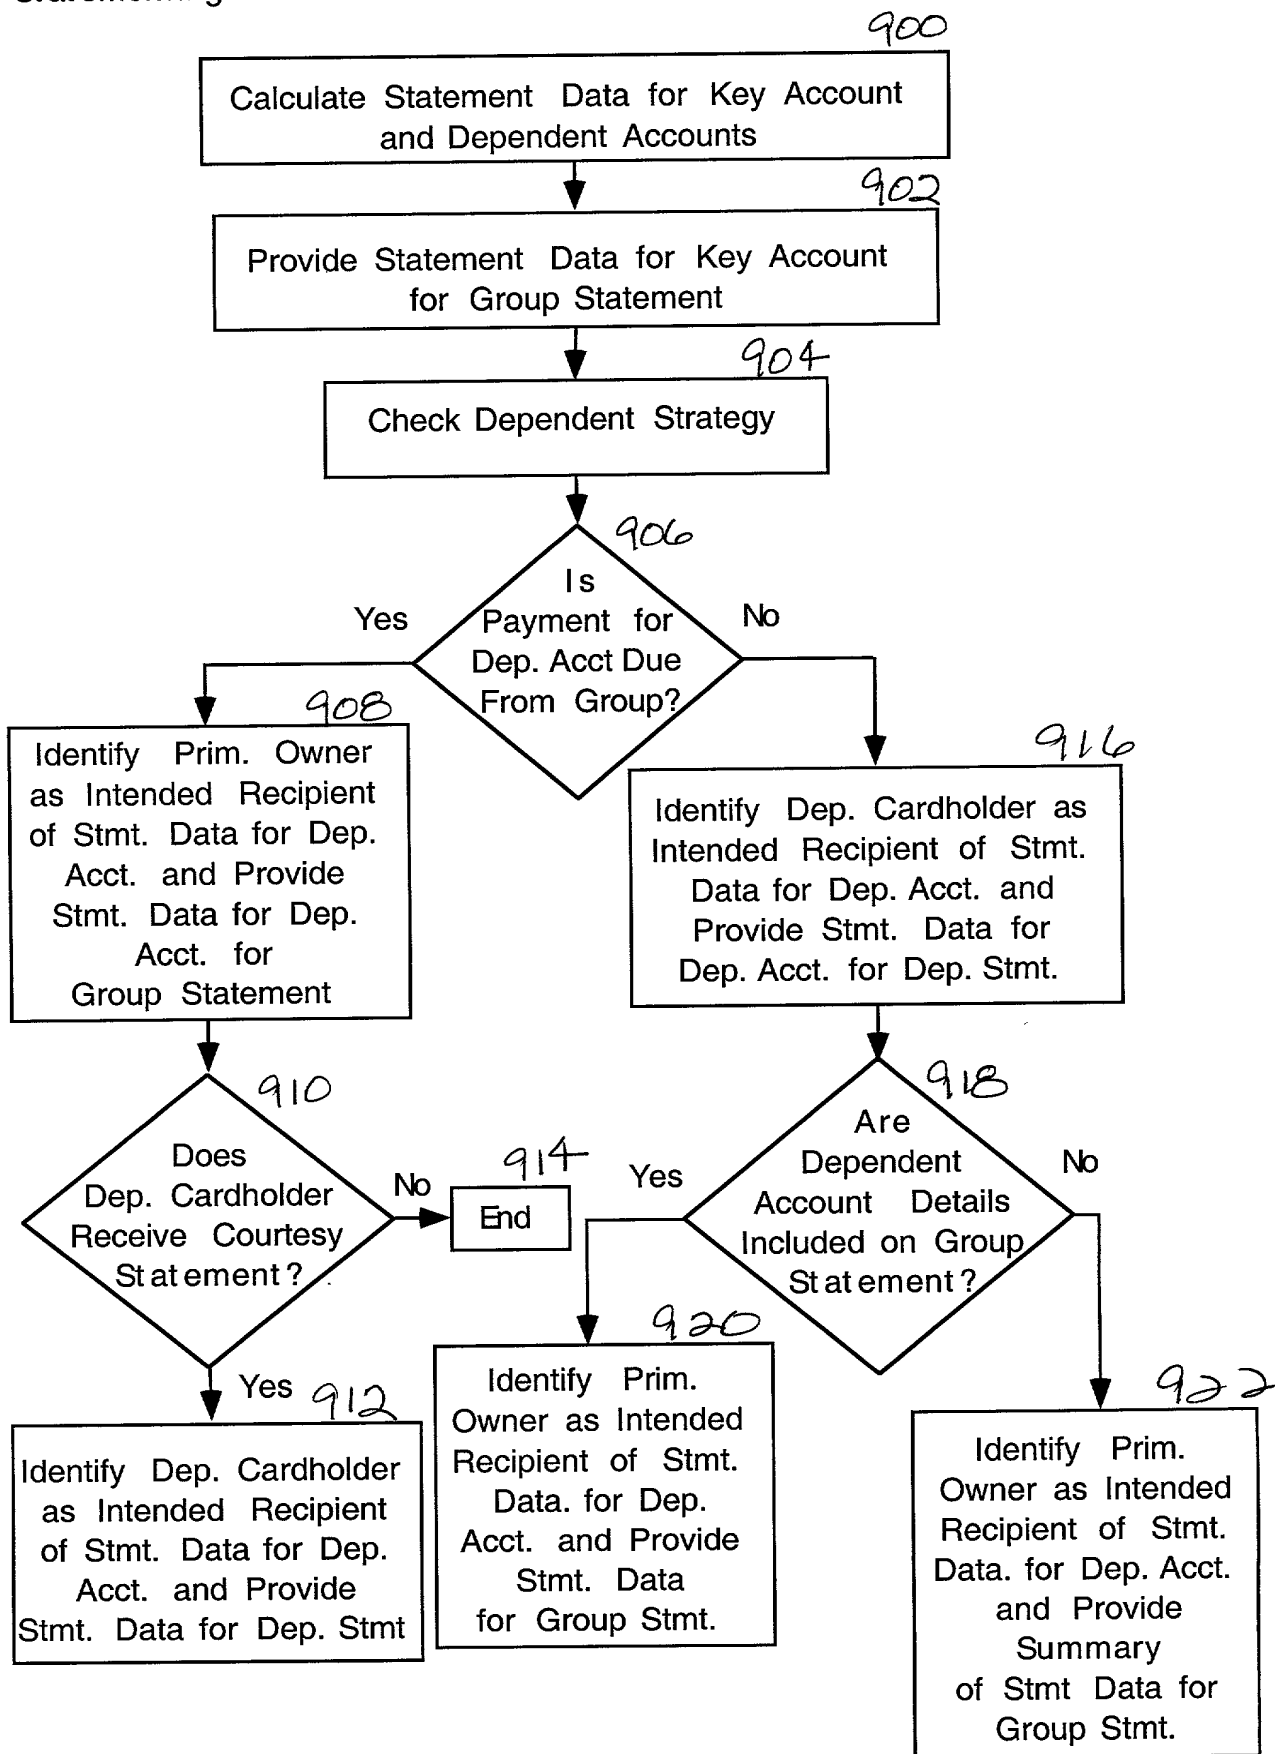 900
Calculate Statement Data for Key Account
and Dependent Accounts
902
Provide Statement Data for Key Account
for Group Statement
904
Check Dependent Strategy
906
Is
Payment for
Dep. Acct Due
From Group?
Yes
No
908
Identify Prim. Owner
as Intended Recipient
of Stmt. Data for Dep.
Acct. and Provide
Stmt. Data for Dep.
Acct. for
Group Statement
916
Identify Dep. Cardholder as
Intended Recipient of Stmt.
Data for Dep. Acct. and
Provide Stmt. Data for
Dep. Acct. for Dep. Stmt.
910
Does
Dep. Cardholder
Receive Courtesy
Statement?
No
914
End
Yes
912
Identify Dep. Cardholder
as Intended Recipient
of Stmt. Data for Dep.
Acct. and Provide
Stmt. Data for Dep. Stmt
918
Are
Dependent
Account Details
Included on Group
Statement?
Yes
No
920
Identify Prim.
Owner as Intended
Recipient of Stmt.
Data. for Dep.
Acct. and Provide
Stmt. Data
for Group Stmt.
922
Identify Prim.
Owner as Intended
Recipient of Stmt.
Data. for Dep. Acct.
and Provide
Summary
of Stmt Data for
Group Stmt.